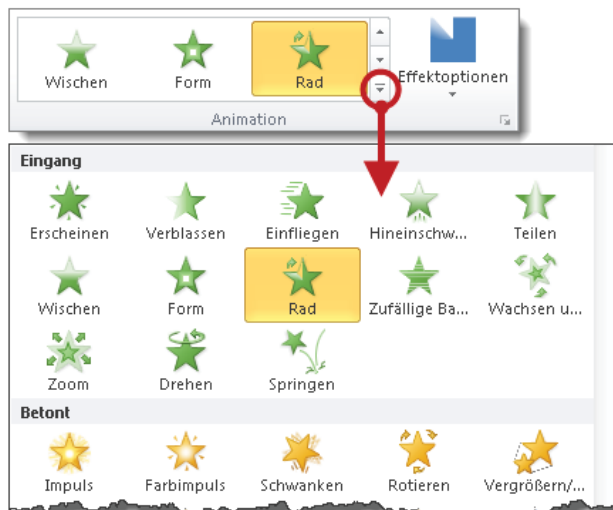 Wischen Form Rad Effektoptionen
Animation
Eingang
Erscheinen Verblassen Einfliegen Hineinschw... Teilen
Wischen Form Rad Zufällige Ba... Wachsen u...
Zoom Drehen Springen
Betont
Impuls Farbimpuls Schwanken Rotieren Vergrößern/...